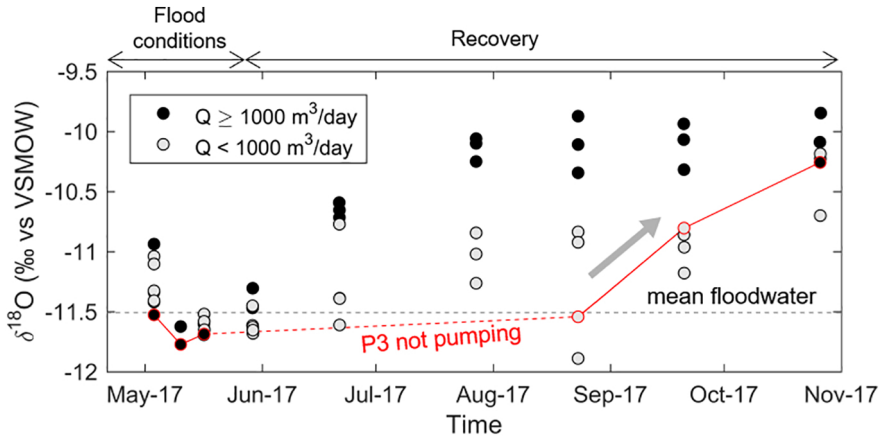 Flood
conditions
Recovery
-9.5
Q ≥ 1000 m³/day
Q < 1000 m³/day
-10
-10.5
-11
-11.5
-12
δ¹⁸O (‰ vs VSMOW)
mean floodwater
P3 not pumping
May-17 Jun-17 Jul-17 Aug-17 Sep-17 Oct-17 Nov-17
Time